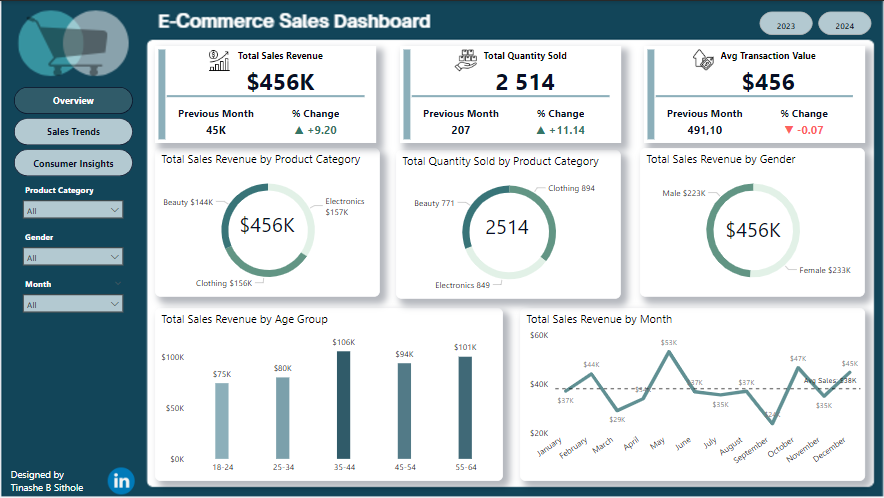 E-Commerce Sales Dashboard
2023
2024
Overview
Sales Trends
Consumer Insights
Product Category
All
Gender
All
Month
All
Designed by
Tinashe B Sithole
in
Total Sales Revenue
$456K
Previous Month
% Change
45K
▲ +9.20
Total Quantity Sold
2 514
Previous Month
% Change
207
▲ +11.14
Avg Transaction Value
$456
Previous Month
% Change
491,10
▼ -0.07
Total Sales Revenue by Product Category
Beauty $144K
Electronics
$157K
$456K
Clothing $156K
Total Quantity Sold by Product Category
Clothing 894
Beauty 771
2514
Electronics 849
Total Sales Revenue by Gender
Male $223K
$456K
Female $233K
Total Sales Revenue by Age Group
$100K
$50K
$0K
$75K
$80K
$106K
$94K
$101K
18-24
25-34
35-44
45-54
55-64
Total Sales Revenue by Month
$60K
$40K
$20K
$37K
$44K
$29K
$53K
$35K
$37K
$47K
$35K
$45K
Avg Sales: $38K
January
February
March
April
May
June
July
August
September
October
November
December